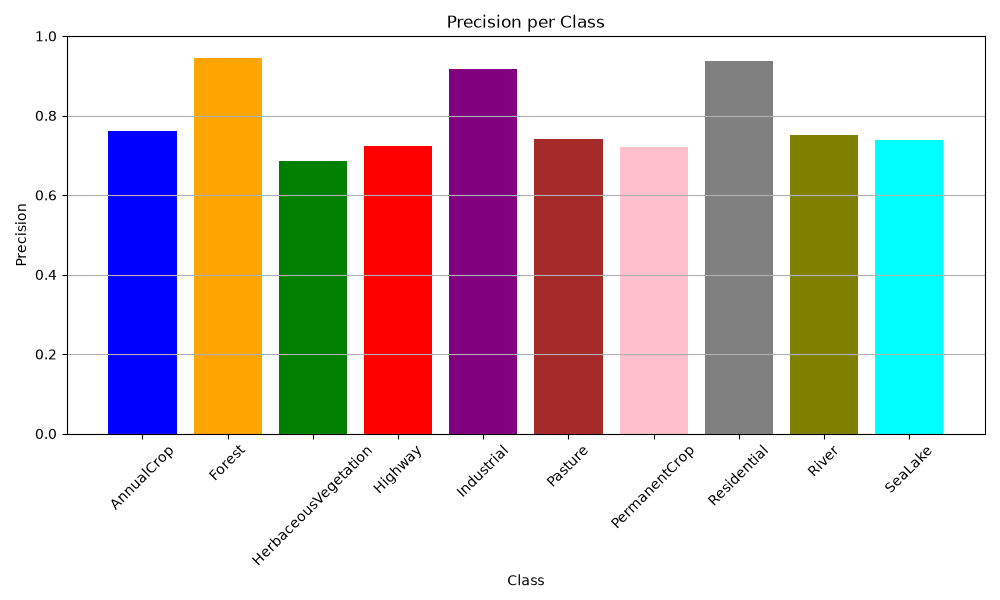 Precision per Class
1.0
0.8
0.6
0.4
0.2
0.0
Precision
AnnualCrop
Forest
HerbaceousVegetation
Highway
Industrial
Pasture
PermanentCrop
Residential
River
SeaLake
Class